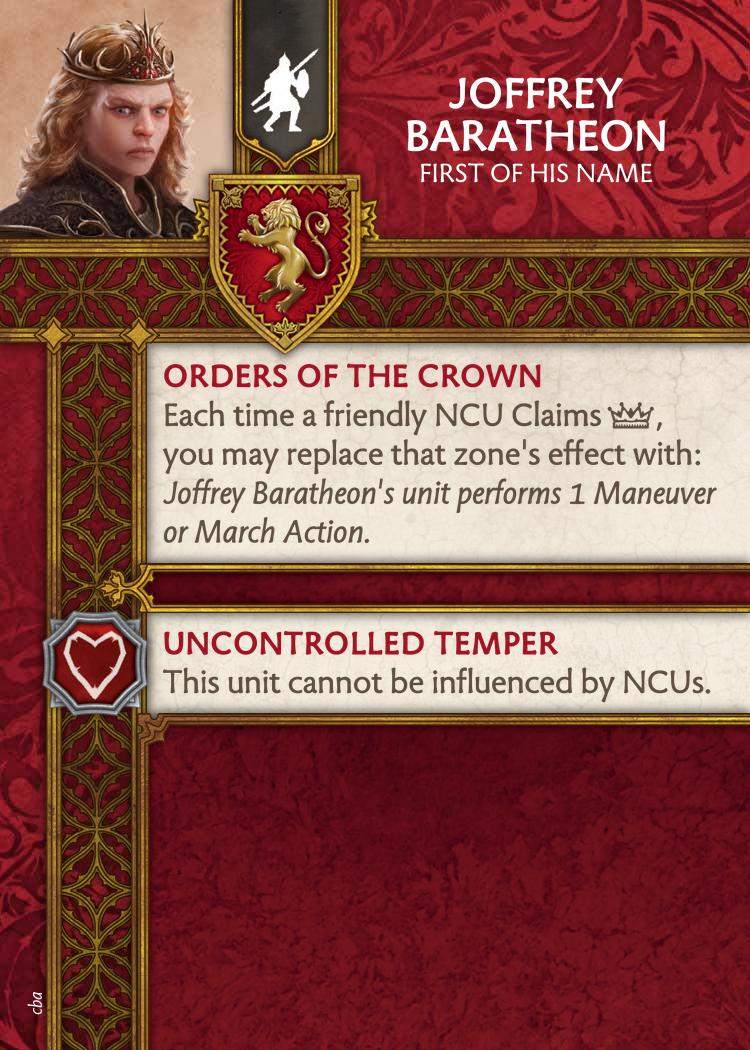 JOFFREY
BARATHEON
FIRST OF HIS NAME
ORDERS OF THE CROWN
Each time a friendly NCU Claims ,
you may replace that zone's effect with:
Joffrey Baratheon's unit performs 1 Maneuver
or March Action.
UNCONTROLLED TEMPER
This unit cannot be influenced by NCUs.
cba